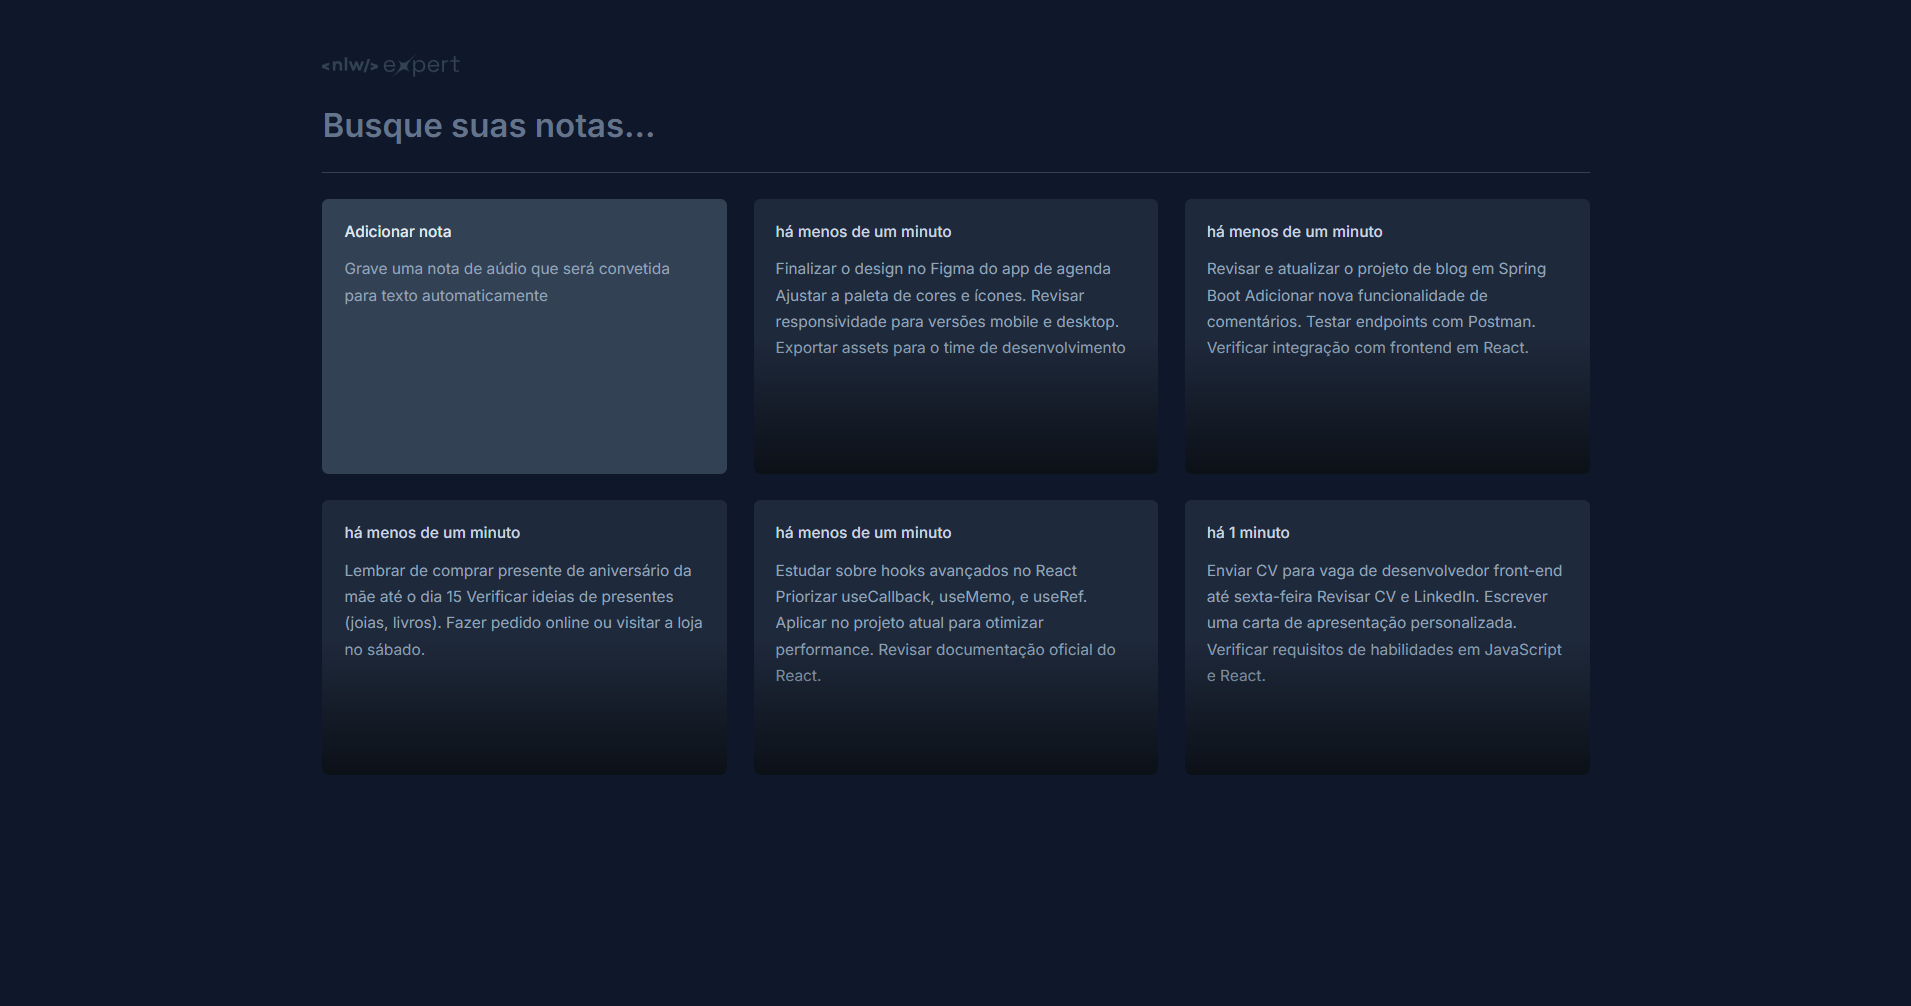 <nlw/> expert
Busque suas notas...
Adicionar nota
Grave uma nota de aúdio que será convetida
para texto automaticamente
há menos de um minuto
Finalizar o design no Figma do app de agenda
Ajustar a paleta de cores e ícones. Revisar
responsividade para versões mobile e desktop.
Exportar assets para o time de desenvolvimento
há menos de um minuto
Revisar e atualizar o projeto de blog em Spring
Boot Adicionar nova funcionalidade de
comentários. Testar endpoints com Postman.
Verificar integração com frontend em React.
há menos de um minuto
Lembrar de comprar presente de aniversário da
mãe até o dia 15 Verificar ideias de presentes
(joias, livros). Fazer pedido online ou visitar a loja
no sábado.
há menos de um minuto
Estudar sobre hooks avançados no React
Priorizar useCallback, useMemo, e useRef.
Aplicar no projeto atual para otimizar
performance. Revisar documentação oficial do
React.
há 1 minuto
Enviar CV para vaga de desenvolvedor front-end
até sexta-feira Revisar CV e LinkedIn. Escrever
uma carta de apresentação personalizada.
Verificar requisitos de habilidades em JavaScript
e React.